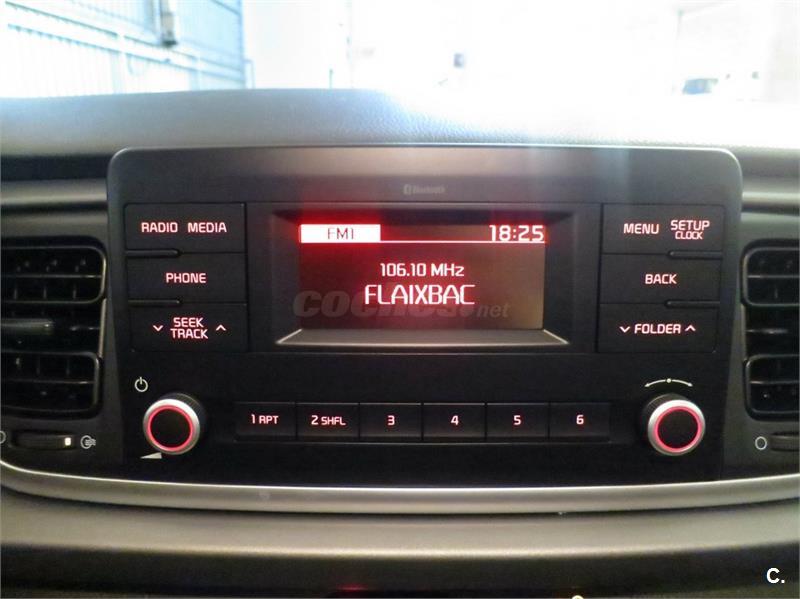 Bluetooth
RADIO MEDIA
FM1 18:25
MENU SETUP
CLOCK
106.10 MHz
PHONE
BACK
FLAIXBAC
coches.net
SEEK
TRACK
FOLDER
1 RPT 2 SHFL 3 4 5 6
C.